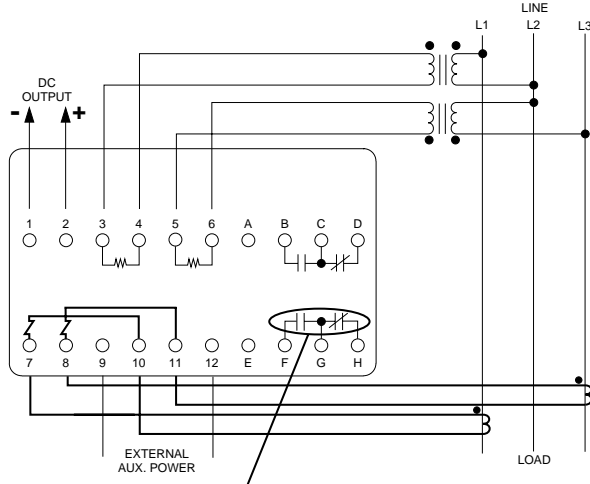 LINE
L1 L2 L3
DC
OUTPUT
- +
1 2 3 4 5 6 A B C D
7 8 9 10 11 12 E F G H
EXTERNAL
AUX. POWER
LOAD